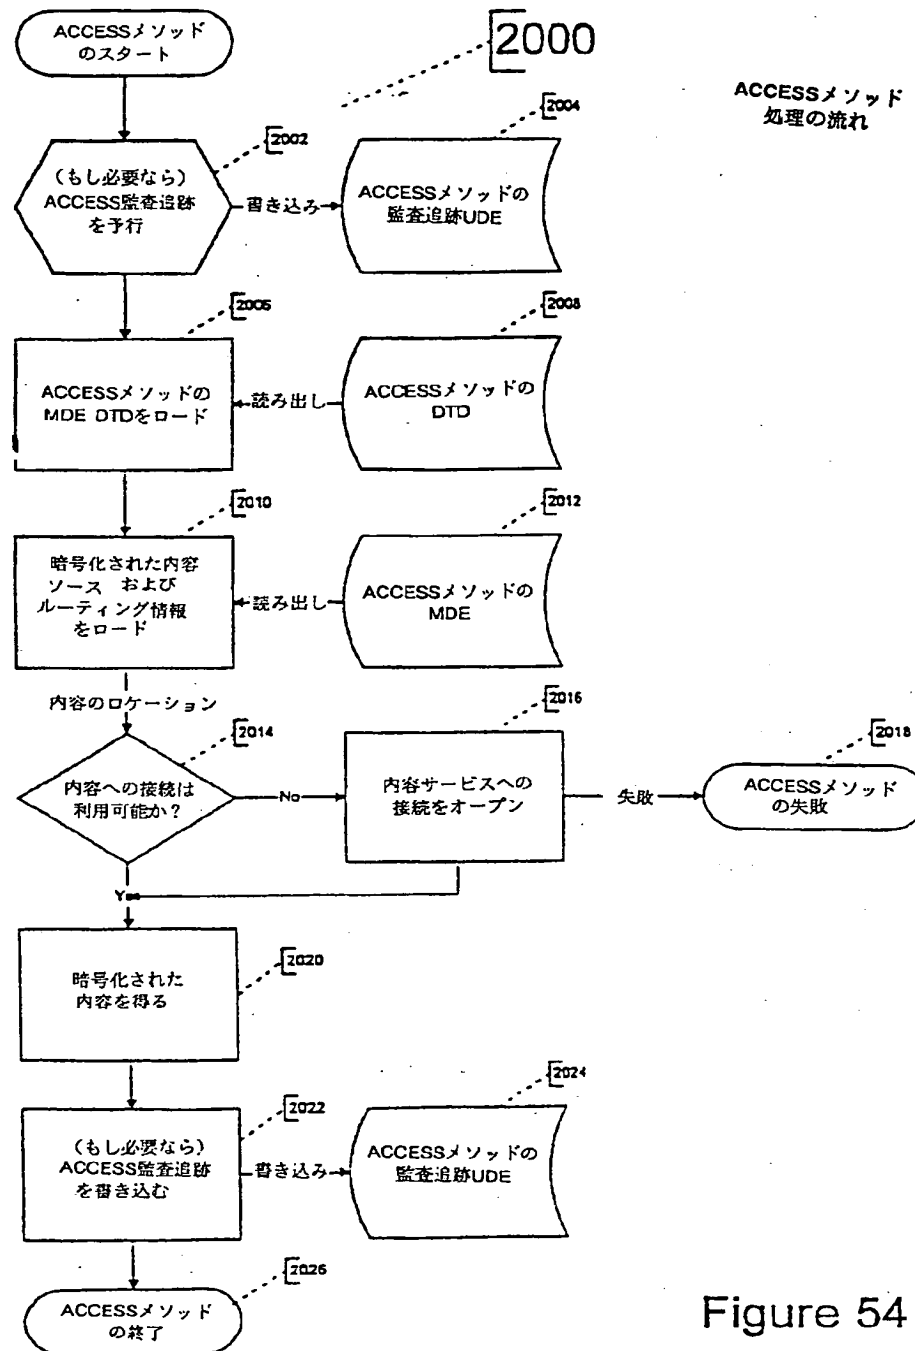 ACCESSメソッド
のスタート
2000
ACCESSメソッド
処理の流れ
2002
2004
(もし必要なら)
ACCESS監査追跡
を予行
書き込み
ACCESSメソッドの
監査追跡UDE
2006
2008
ACCESSメソッドの
MDE DTDをロード
読み出し
ACCESSメソッドの
DTD
2010
2012
暗号化された内容
ソース および
ルーティング情報
をロード
読み出し
ACCESSメソッドの
MDE
内容のロケーション
2014
2016
2018
内容への接続は
利用可能か?
No
内容サービスへの
接続をオープン
失敗
ACCESSメソッド
の失敗
Y
2020
暗号化された
内容を得る
2022
2024
(もし必要なら)
ACCESS監査追跡
を書き込む
書き込み
ACCESSメソッドの
監査追跡UDE
2026
ACCESSメソッド
の終了
Figure 54